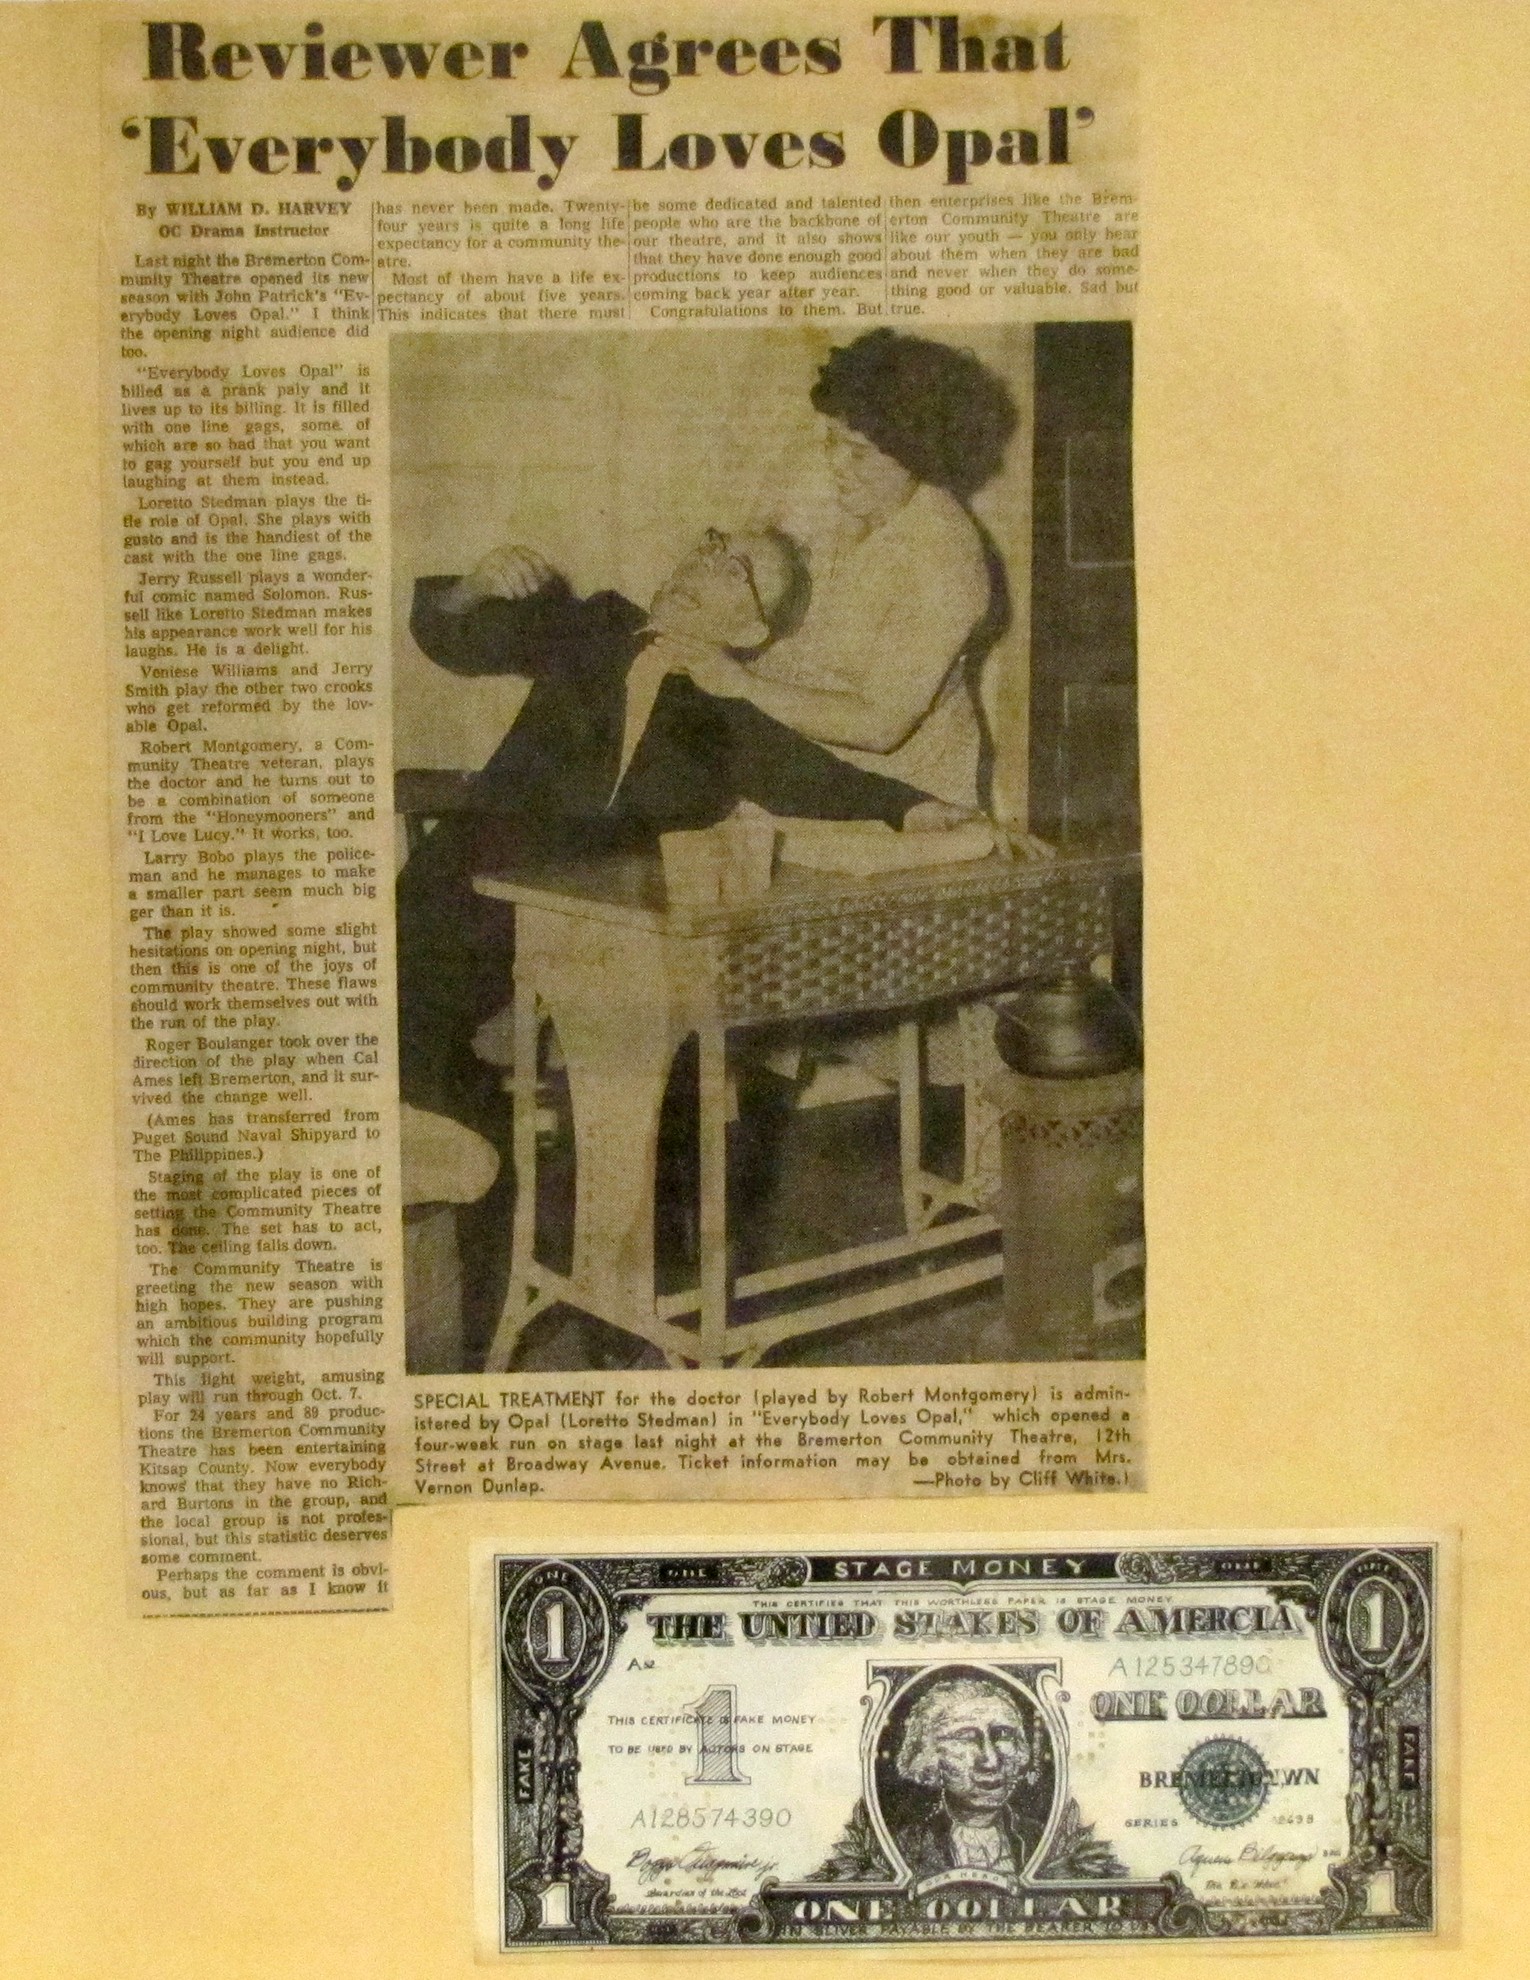 Reviewer Agrees That
'Everybody Loves Opal'
By WILLIAM D. HARVEY
OC Drama Instructor
Last night the Bremerton Com-
munity Theatre opened its new
season with John Patrick's "Ev-
erybody Loves Opal." I think
the opening night audience did
too.
"Everybody Loves Opal" is
billed as a prank paly and it
lives up to its billing. It is filled
with one line gags, some of
which are so bad that you want
to gag yourself but you end up
laughing at them instead.
Loretto Stedman plays the ti-
tle role of Opal. She plays with
gusto and is the handiest of the
cast with the one line gags.
Jerry Russell plays a wonder-
ful comic named Solomon. Rus-
sell like Loretto Stedman makes
his appearance work well for his
laughs. He is a delight.
Veniese Williams and Jerry
Smith play the other two crooks
who get reformed by the lov-
able Opal.
Robert Montgomery, a Com-
munity Theatre veteran, plays
the doctor and he turns out to
be a combination of someone
from the "Honeymooners" and
"I Love Lucy." It works, too.
Larry Bobo plays the police-
man and he manages to make
a smaller part seem much big
ger than it is.
The play showed some slight
hesitations on opening night, but
then this is one of the joys of
community theatre. These flaws
should work themselves out with
the run of the play.
Roger Boulanger took over the
direction of the play when Cal
Ames left Bremerton, and it sur-
vived the change well.
(Ames has transferred from
Puget Sound Naval Shipyard to
The Philippines.)
Staging of the play is one of
the most complicated pieces of
setting the Community Theatre
has done. The set has to act,
too. The ceiling falls down.
The Community Theatre is
greeting the new season with
high hopes. They are pushing
an ambitious building program
which the community hopefully
will support.
This light weight, amusing
play will run through Oct. 7.
For 24 years and 89 produc-
tions the Bremerton Community
Theatre has been entertaining
Kitsap County. Now everybody
knows that they have no Rich-
ard Burtons in the group, and
the local group is not profes-
sional, but this statistic deserves
some comment.
Perhaps the comment is obvi-
ous, but as far as I know it
has never been made. Twenty-
four years is quite a long life
expectancy for a community the-
atre.
Most of them have a life ex-
pectancy of about five years.
This indicates that there must
be some dedicated and talented
people who are the backbone of
our theatre, and it also shows
that they have done enough good
productions to keep audiences
coming back year after year.
Congratulations to them. But
then enterprises like the Brem-
erton Community Theatre are
like our youth — you only hear
about them when they are bad
and never when they do some-
thing good or valuable. Sad but
true.
SPECIAL TREATMENT for the doctor (played by Robert Montgomery) is admin-
istered by Opal (Loretto Stedman) in "Everybody Loves Opal," which opened a
four-week run on stage last night at the Bremerton Community Theatre, 12th
Street at Broadway Avenue. Ticket information may be obtained from Mrs.
Vernon Dunlap. —Photo by Cliff White.)
ONE ONE STAGE MONEY ONE ONE
THIS CERTIFIES THAT THIS WORTHLESS PAPER IS STAGE MONEY
1 THE UNTIED STAKES OF AMERCIA 1
A125347890
ONE DOLLAR
1
THIS CERTIFICATE IS FAKE MONEY
TO BE USED BY ACTORS ON STAGE
FAKE FAKE
A128574390
SERIES
OUR HERO
1 ONE DOLLAR 1
IN SLIVER PAYABLE BY THE BEARER TO US